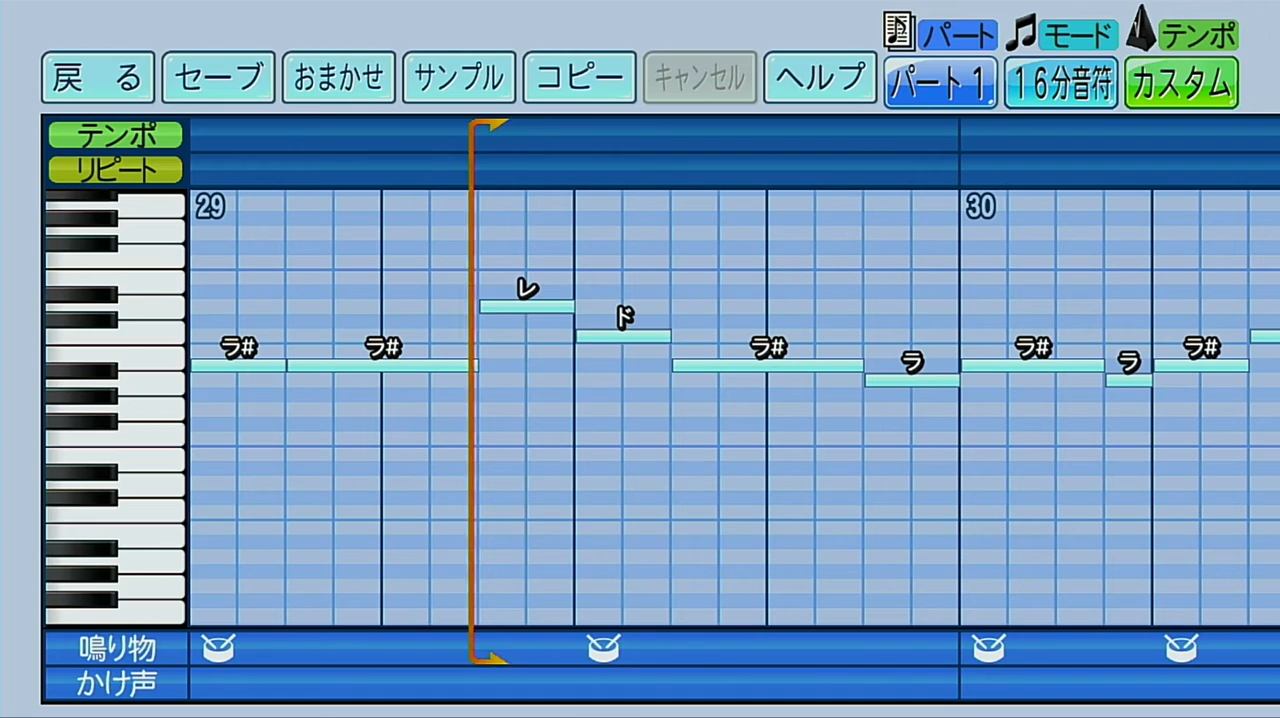 パート モード テンポ
戻る セーブ おまかせ サンプル コピー キャンセル ヘルプ パート1 16分音符 カスタム
テンポ
リピート
29 30
レ
ド
ラ# ラ# ラ# ラ ラ# ラ ラ#
鳴り物
かけ声